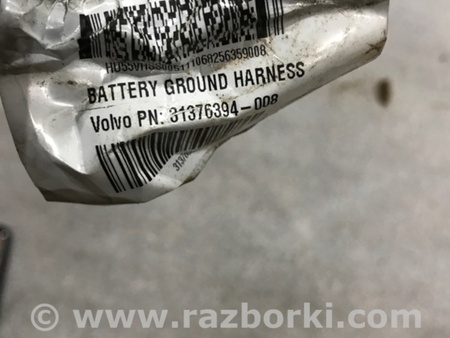 BATTERY GROUND HARNESS
Volvo PN: 31376394-008
© www.razborki.com